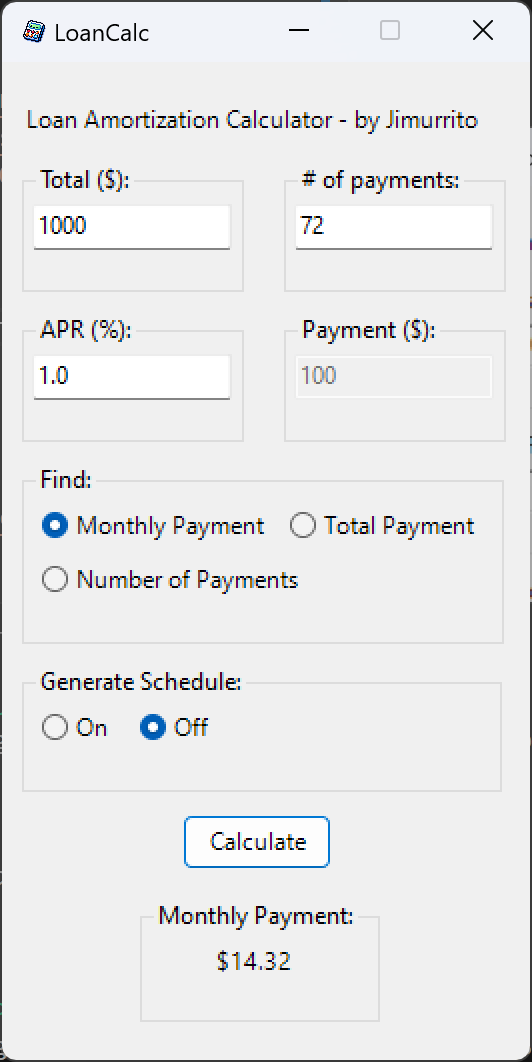 LoanCalc
Loan Amortization Calculator - by Jimurrito
Total ($): # of payments:
1000 72
APR (%): Payment ($):
1.0 100
Find:
Monthly Payment Total Payment
Number of Payments
Generate Schedule:
On Off
Calculate
Monthly Payment:
$14.32